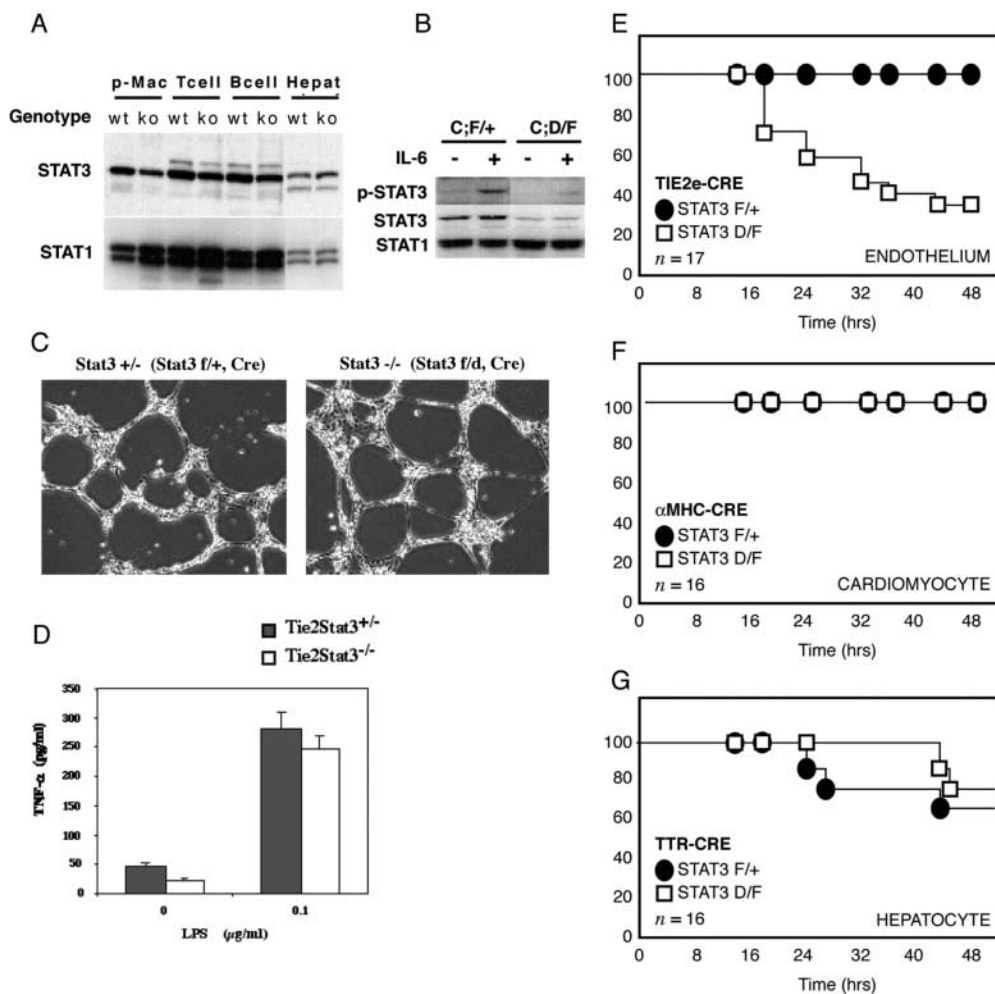 A
p-Mac Tcell Bcell Hepat
Genotype wt ko wt ko wt ko wt ko
STAT3
STAT1
B
C;F/+ C;D/F
IL-6 - + - +
p-STAT3
STAT3
STAT1
C
Stat3 +/- (Stat3 f/+, Cre)
Stat3 -/- (Stat3 f/d, Cre)
D
Tie2Stat3+/-
Tie2Stat3-/-
TNF-α (pg/ml)
350
300
250
200
150
100
50
0
0 0.1
LPS (μg/ml)
E
100
80
60
40
20
0
TIE2e-CRE
STAT3 F/+
STAT3 D/F
n = 17
ENDOTHELIUM
0 8 16 24 32 40 48
Time (hrs)
F
100
80
60
40
20
0
αMHC-CRE
STAT3 F/+
STAT3 D/F
n = 16
CARDIOMYOCYTE
0 8 16 24 32 40 48
Time (hrs)
G
100
80
60
40
20
0
TTR-CRE
STAT3 F/+
STAT3 D/F
n = 16
HEPATOCYTE
0 8 16 24 32 40 48
Time (hrs)